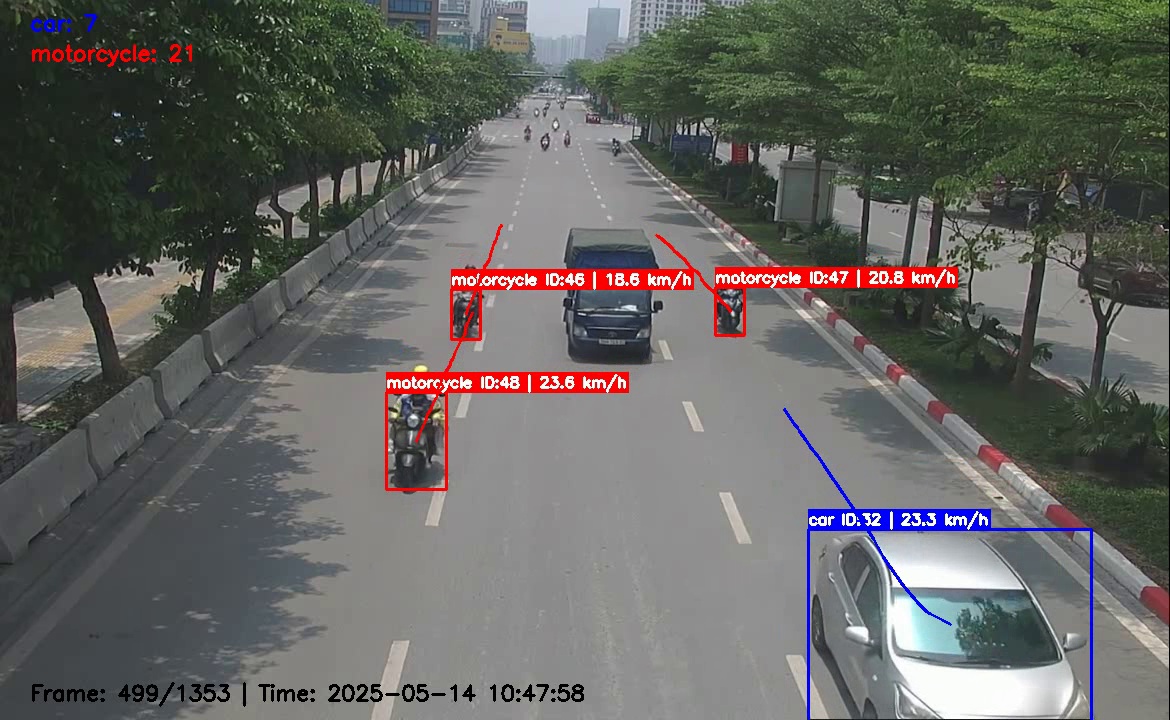 car: 7
motorcycle: 21
motorcycle ID:46 | 18.6 km/h
motorcycle ID:47 | 20.8 km/h
motorcycle ID:48 | 23.6 km/h
car ID:32 | 23.3 km/h
Frame: 499/1353 | Time: 2025-05-14 10:47:58